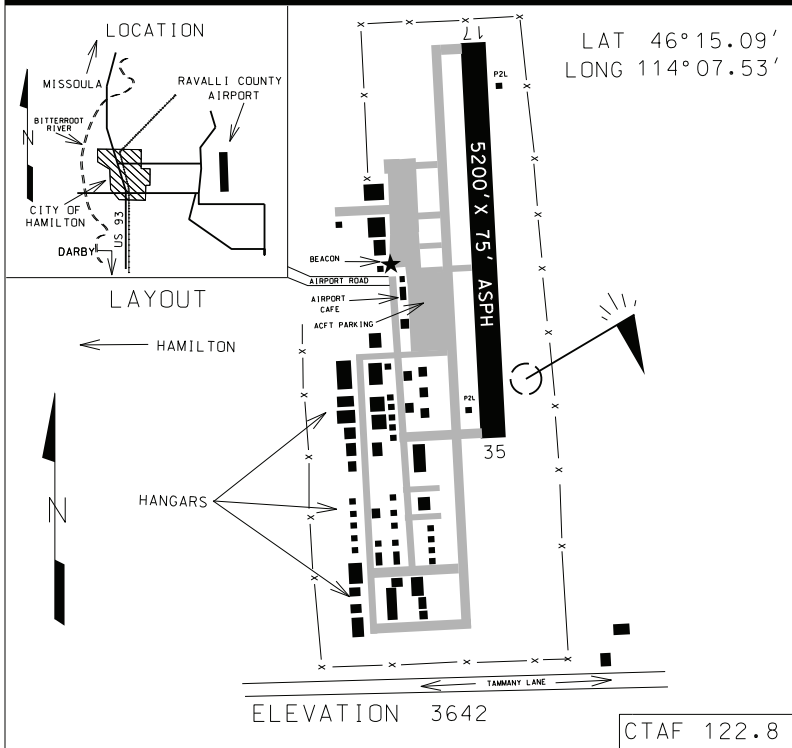 LOCATION
MISSOULA
RAVALLI COUNTY
AIRPORT
BITTERROOT
RIVER
N
CITY OF
HAMILTON
US 93
DARBY
LAT 46°15.09'
LONG 114°07.53'
17
P2L
5200' X 75' ASPH
BEACON
AIRPORT ROAD
AIRPORT
CAFE
ACFT PARKING
LAYOUT
HAMILTON
P2L
35
N
HANGARS
TAMMANY LANE
ELEVATION 3642
CTAF 122.8